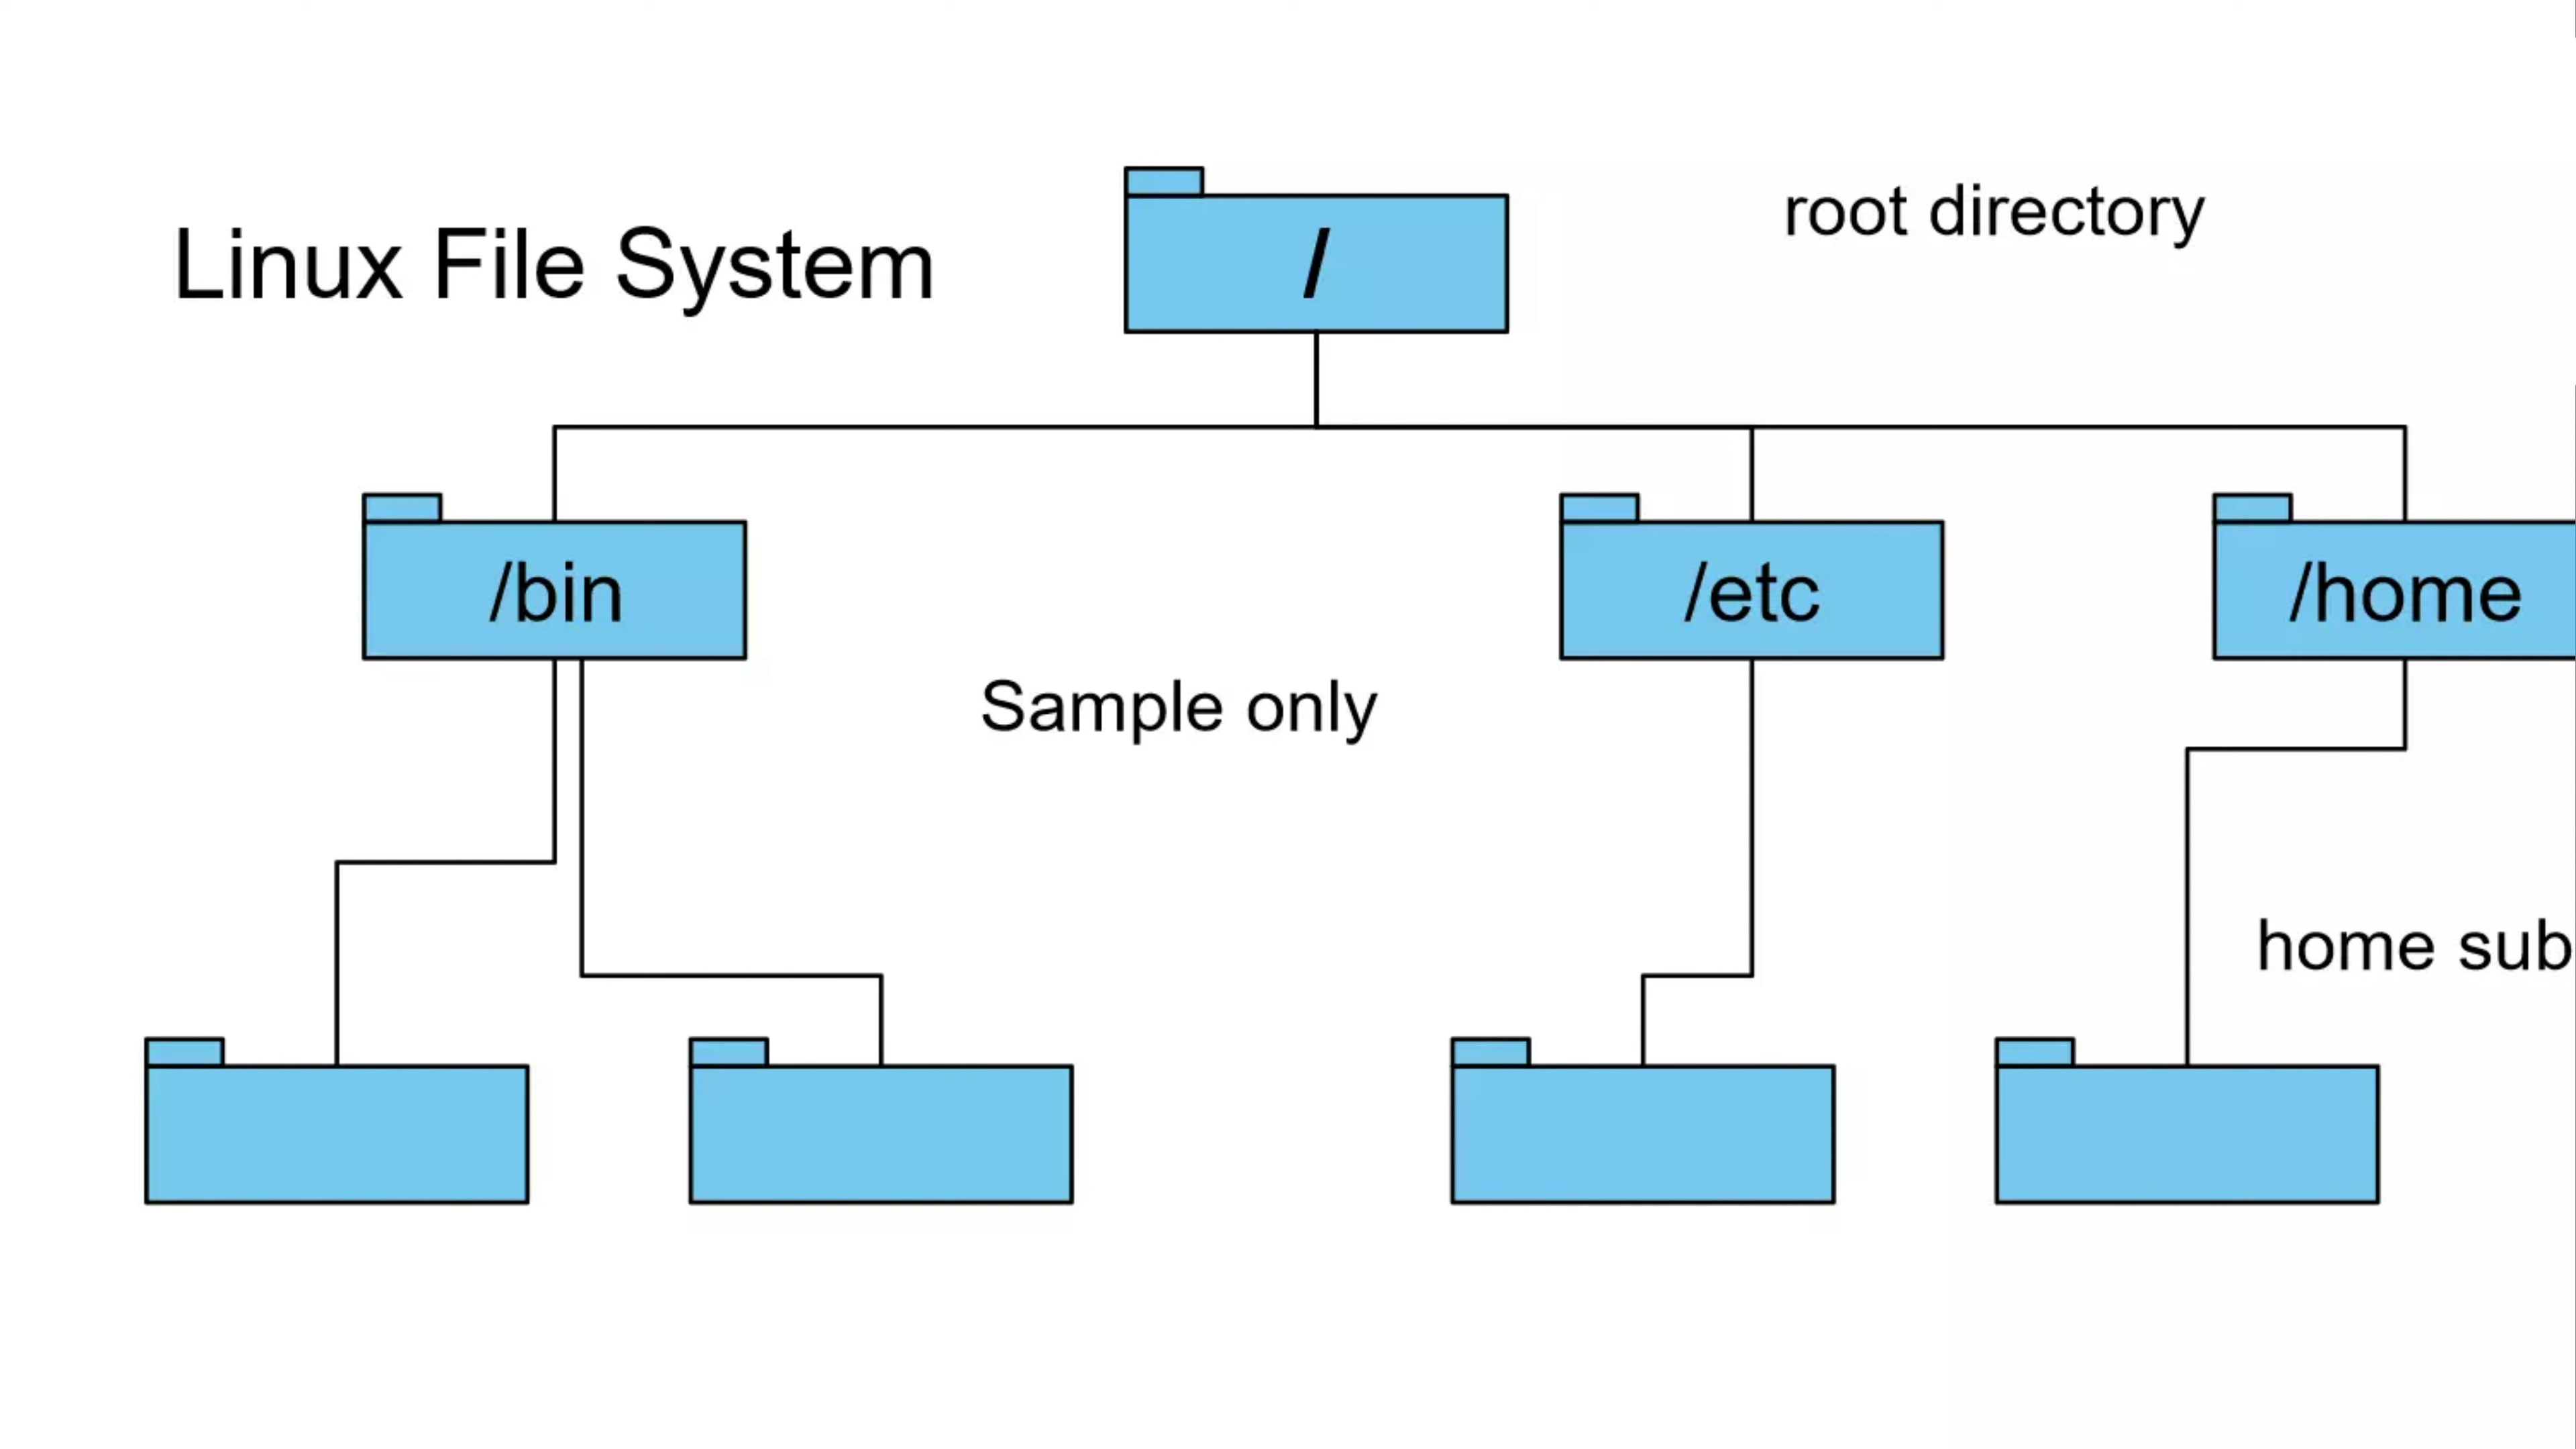 root directory
Linux File System
/
/bin
/etc
/home
Sample only
home sub